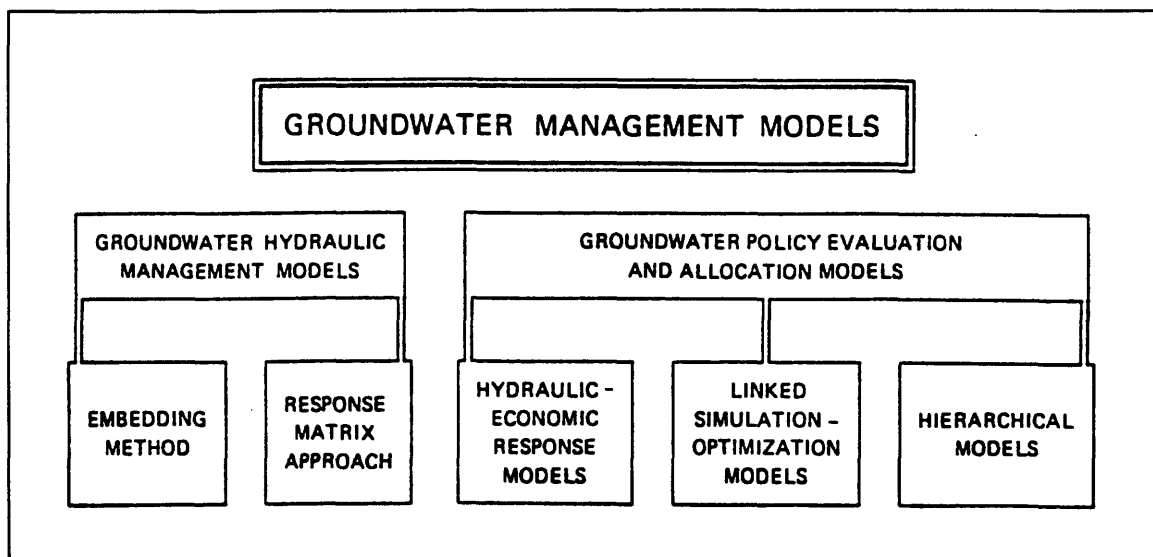 GROUNDWATER MANAGEMENT MODELS
GROUNDWATER HYDRAULIC
MANAGEMENT MODELS
GROUNDWATER POLICY EVALUATION
AND ALLOCATION MODELS
EMBEDDING
METHOD
RESPONSE
MATRIX
APPROACH
HYDRAULIC -
ECONOMIC
RESPONSE
MODELS
LINKED
SIMULATION -
OPTIMIZATION
MODELS
HIERARCHICAL
MODELS